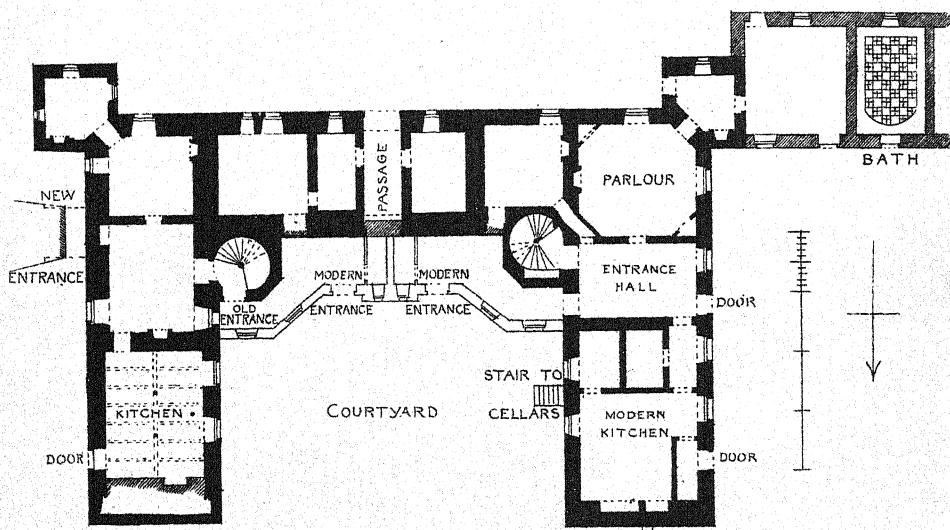 BATH
PASSAGE
PARLOUR
NEW
ENTRANCE
OLD
ENTRANCE
MODERN
ENTRANCE
MODERN
ENTRANCE
ENTRANCE
HALL
DOOR
STAIR TO
CELLARS
COURTYARD
KITCHEN
MODERN
KITCHEN
DOOR
DOOR